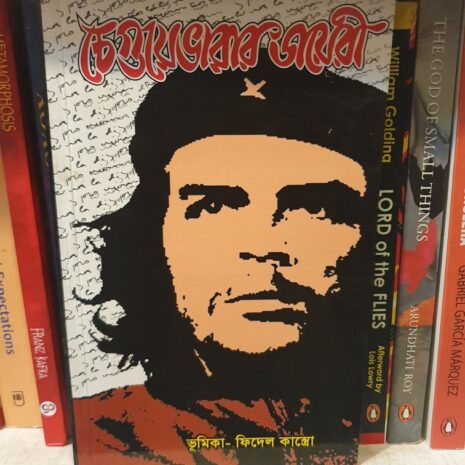 চে গুয়েভারার ডায়েরী
ভূমিকা- ফিদেল কাস্ত্রো
METAMORPHOSIS
Expectations
FRANZ KAFKA
William Golding
LORD of the FLIES
Afterword by
Lois Lowry
THE GOD OF SMALL THINGS
ARUNDHATI ROY
GABRIEL GARCÍA MÁRQUEZ